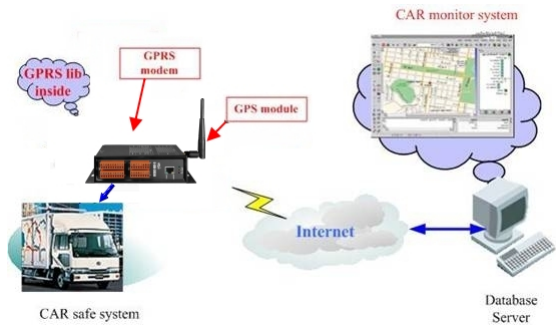 CAR monitor system
GPRS
modem
GPRS lib
inside
GPS module
Internet
CAR safe system
Database
Server